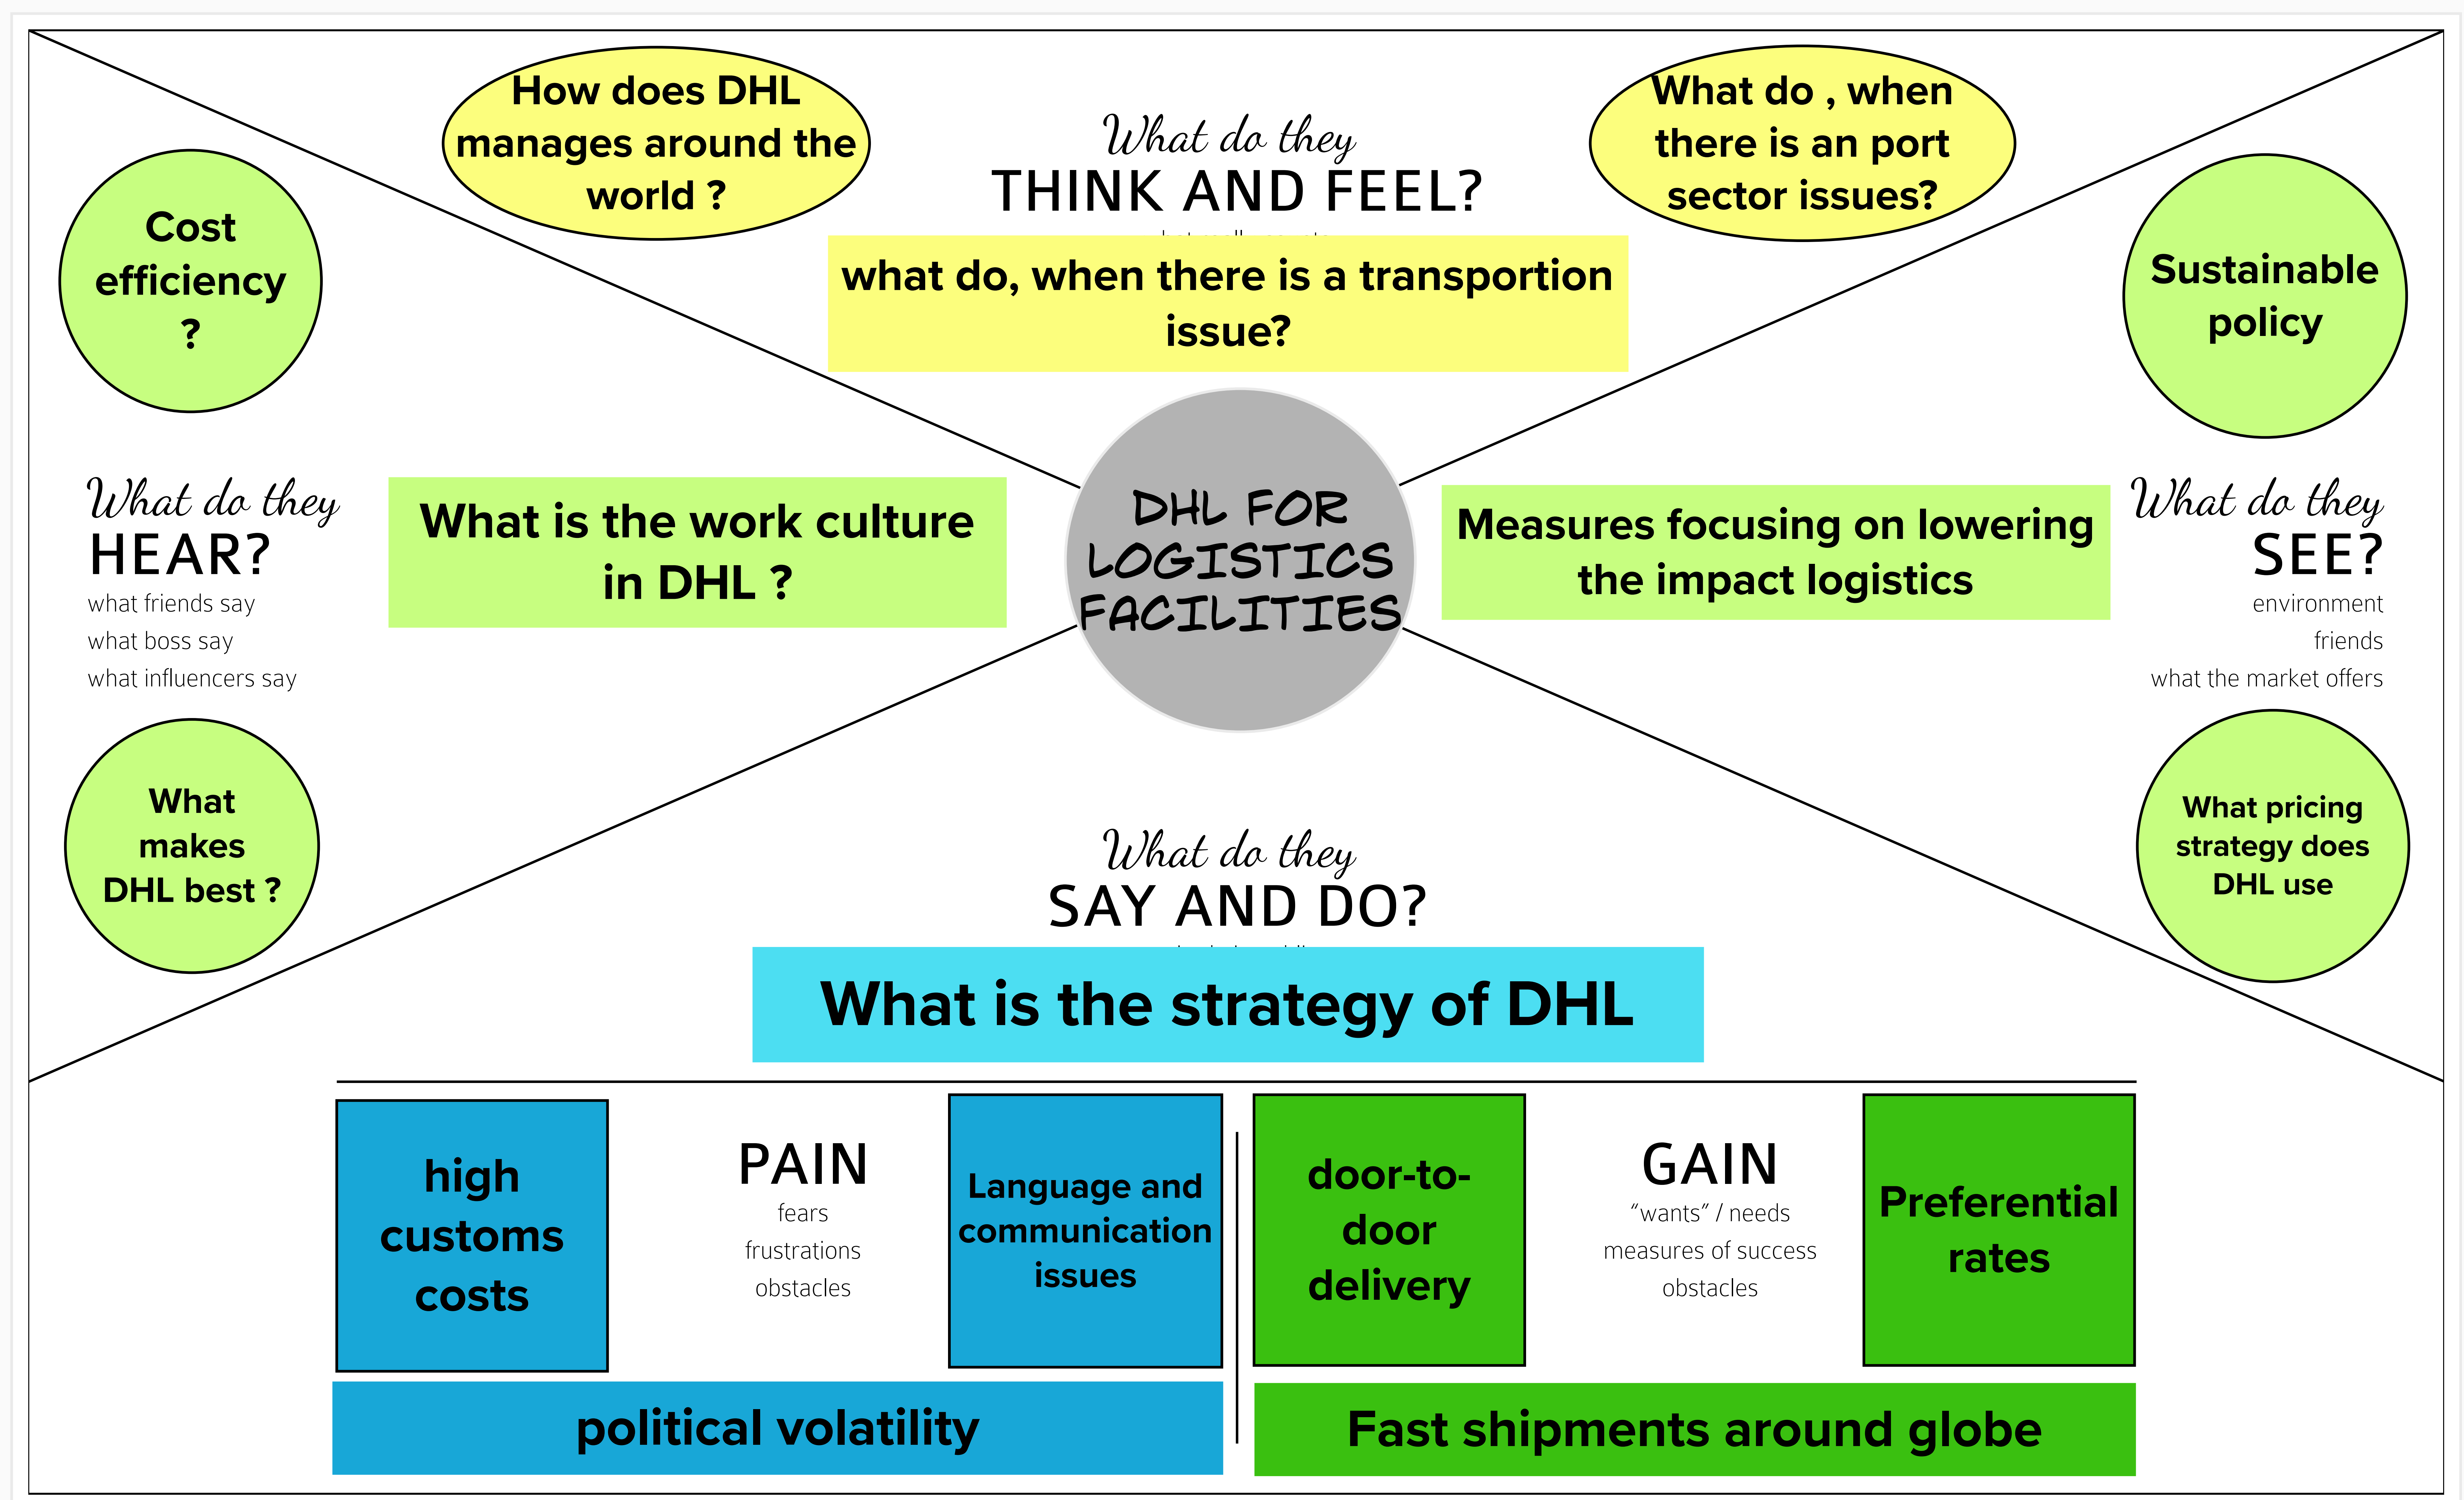 How does DHL
manages around the
world ?
What do they
THINK AND FEEL?
What do , when
there is an port
sector issues?
what do, when there is a transportion
issue?
Cost
efficiency
?
What do they
HEAR?
what friends say
what boss say
what influencers say
What is the work culture
in DHL ?
What
makes
DHL best ?
DHL FOR
LOGISTICS
FACILITIES
Sustainable
policy
Measures focusing on lowering
the impact logistics
What do they
SEE?
environment
friends
what the market offers
What pricing
strategy does
DHL use
What do they
SAY AND DO?
What is the strategy of DHL
high
customs
costs
PAIN
fears
frustrations
obstacles
Language and
communication
issues
political volatility
door-to-
door
delivery
GAIN
“wants” / needs
measures of success
obstacles
Preferential
rates
Fast shipments around globe